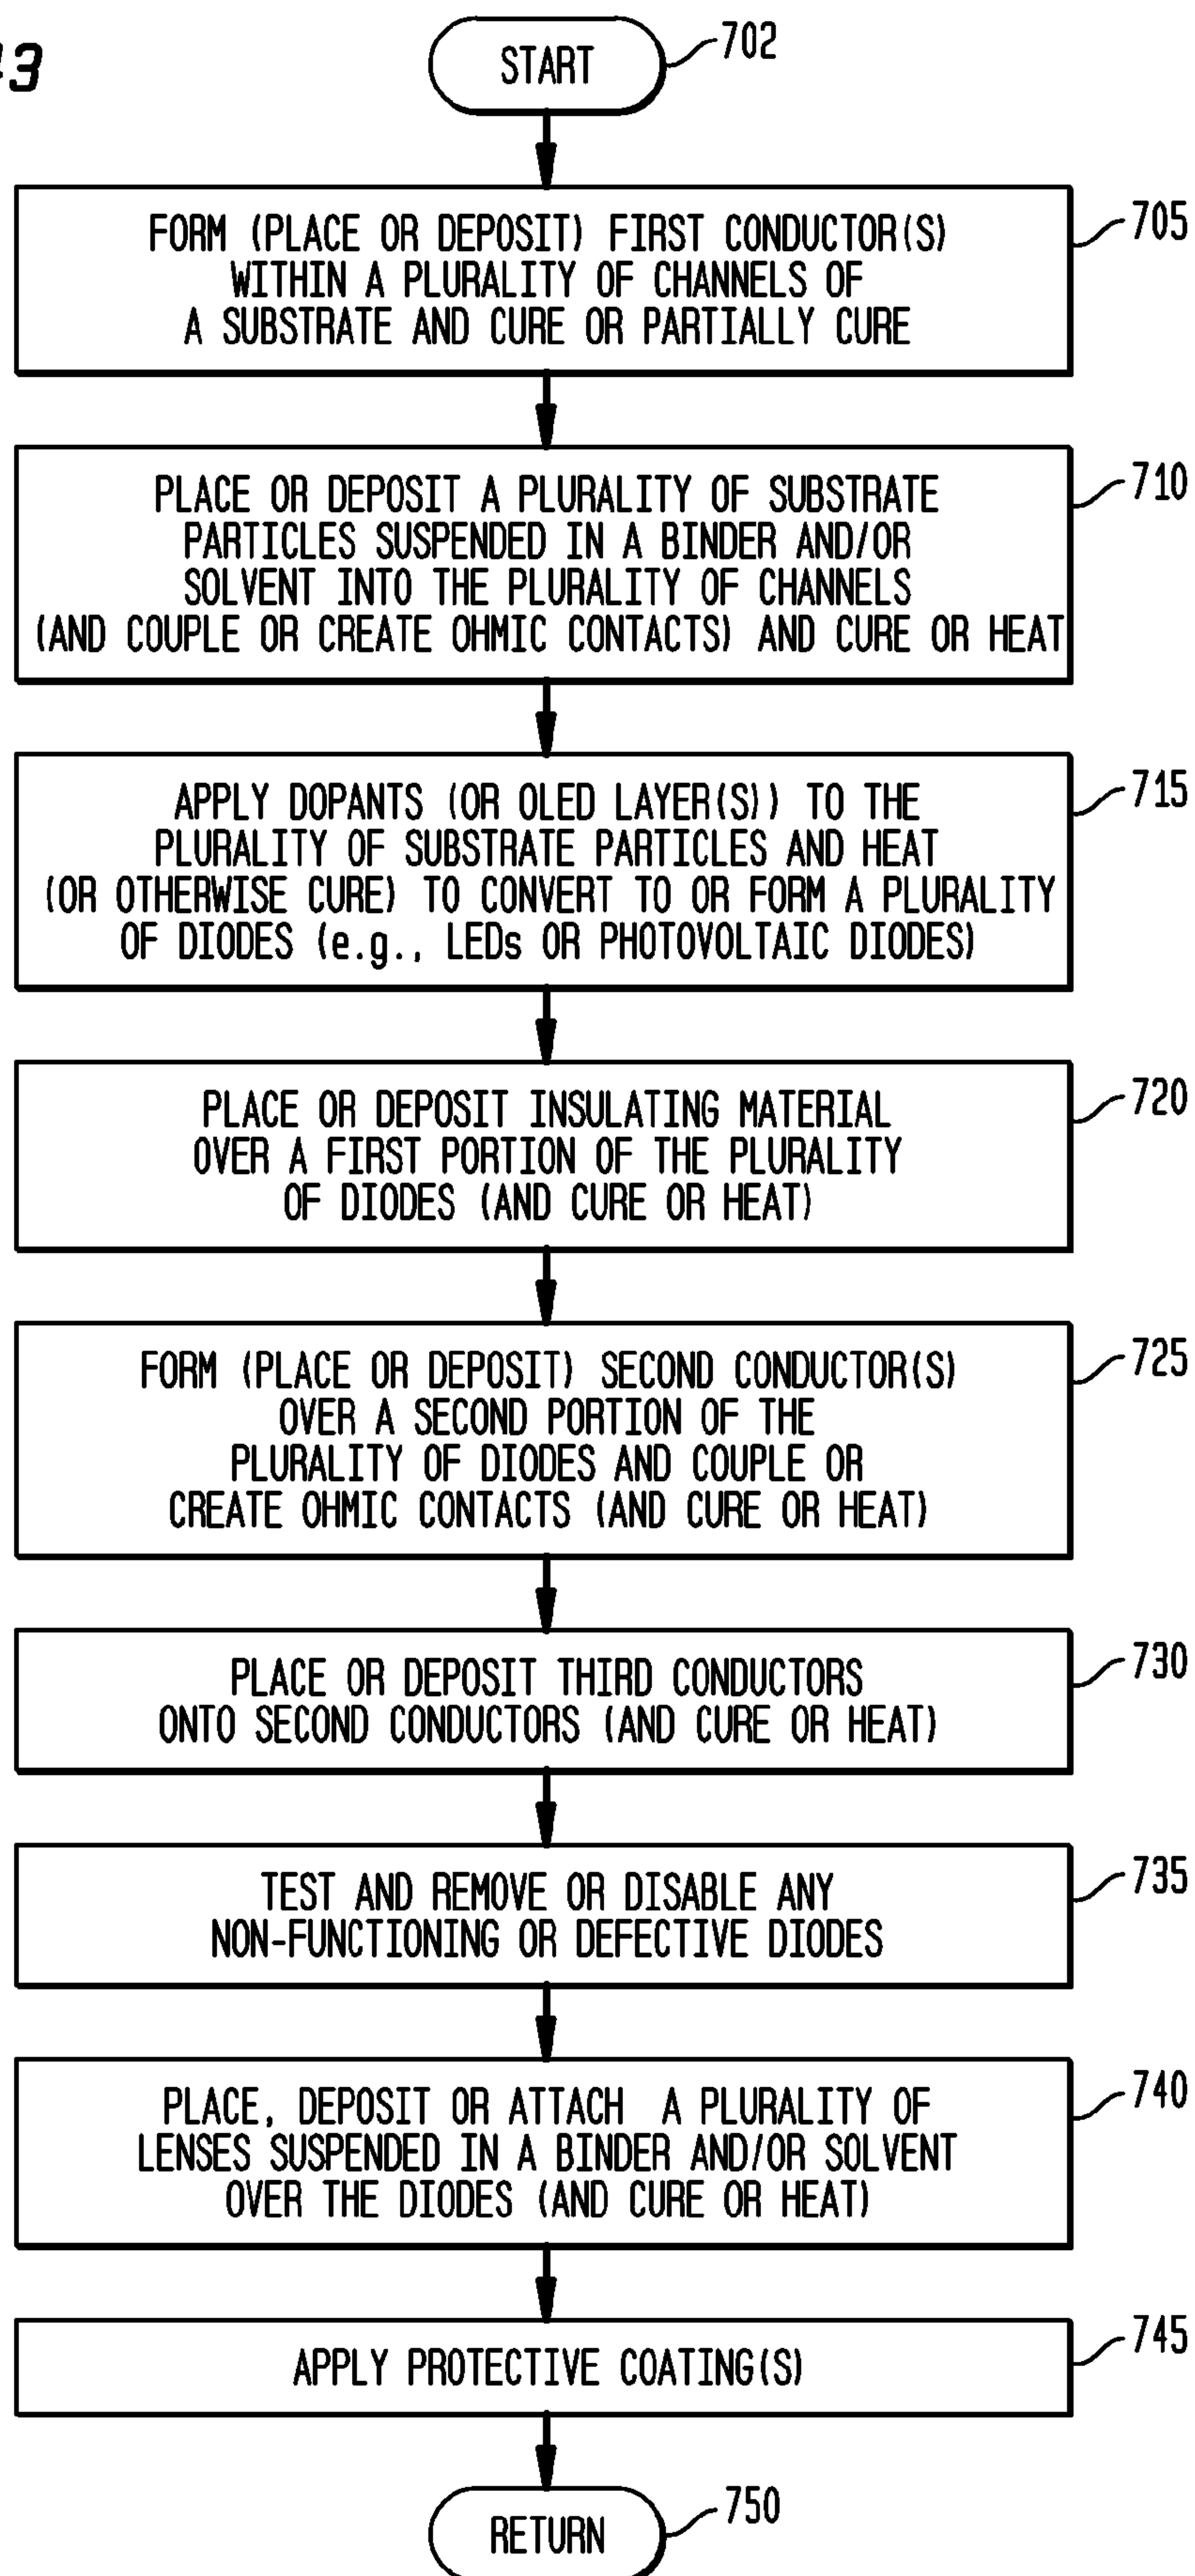 START
702
FORM (PLACE OR DEPOSIT) FIRST CONDUCTOR(S)
WITHIN A PLURALITY OF CHANNELS OF
A SUBSTRATE AND CURE OR PARTIALLY CURE
705
PLACE OR DEPOSIT A PLURALITY OF SUBSTRATE
PARTICLES SUSPENDED IN A BINDER AND/OR
SOLVENT INTO THE PLURALITY OF CHANNELS
(AND COUPLE OR CREATE OHMIC CONTACTS) AND CURE OR HEAT
710
APPLY DOPANTS (OR OLED LAYER(S)) TO THE
PLURALITY OF SUBSTRATE PARTICLES AND HEAT
(OR OTHERWISE CURE) TO CONVERT TO OR FORM A PLURALITY
OF DIODES (e.g., LEDs OR PHOTOVOLTAIC DIODES)
715
PLACE OR DEPOSIT INSULATING MATERIAL
OVER A FIRST PORTION OF THE PLURALITY
OF DIODES (AND CURE OR HEAT)
720
FORM (PLACE OR DEPOSIT) SECOND CONDUCTOR(S)
OVER A SECOND PORTION OF THE
PLURALITY OF DIODES AND COUPLE OR
CREATE OHMIC CONTACTS (AND CURE OR HEAT)
725
PLACE OR DEPOSIT THIRD CONDUCTORS
ONTO SECOND CONDUCTORS (AND CURE OR HEAT)
730
TEST AND REMOVE OR DISABLE ANY
NON-FUNCTIONING OR DEFECTIVE DIODES
735
PLACE, DEPOSIT OR ATTACH A PLURALITY OF
LENSES SUSPENDED IN A BINDER AND/OR SOLVENT
OVER THE DIODES (AND CURE OR HEAT)
740
APPLY PROTECTIVE COATING(S)
745
RETURN
750